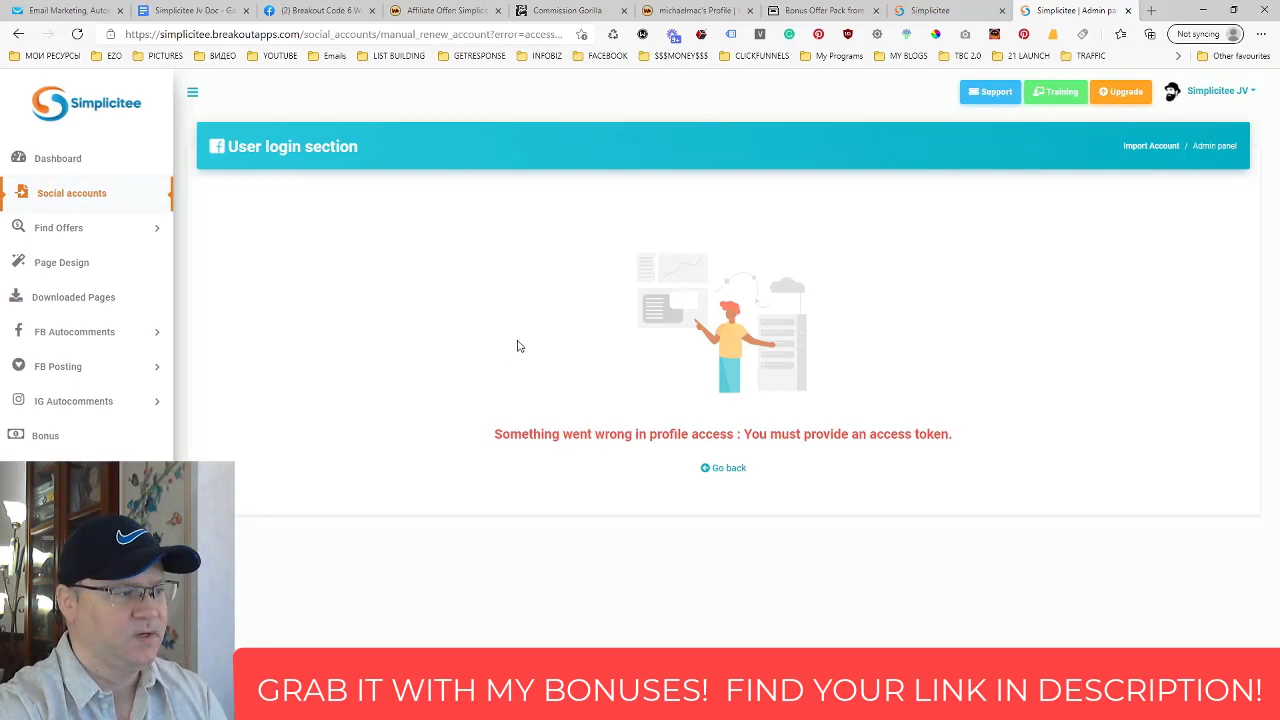 Email Marketing
Simplicitee Jv Doc - Go
(2) Breakout Code 6 W
Affiliate Offer Simplici
Commission Gorilla
michaelmac's Profile |
Bonus Offer Pack from
Simplicitee
Simplicitee | Admin pan
https://simplicitee.breakoutapps.com/social_accounts/manual_renew_account?error=access...
Not syncing
МОИ РЕСУРСЫ
EZO
PICTURES
ВИДЕО
YOUTUBE
EMAIL
LIST BUILDING
GETRESPONSE
INFOBIZ
FACEBOOK
$$$MONEY$$$
CLICKFUNNELS
My Programs
My Courses
TBC 2.0
21 LAUNCH
TRAFFIC
Other favourites
Simplicitee
Support
Training
Upgrade
Simplicitee JV
User login section
Import Account / Admin panel
Dashboard
Social accounts
Find Offers
Page Design
Downloaded Pages
FB Autocomments
FB Posting
IG Autocomments
Bonus
Something went wrong in profile access : You must provide an access token.
Go back
GRAB IT WITH MY BONUSES! FIND YOUR LINK IN DESCRIPTION!